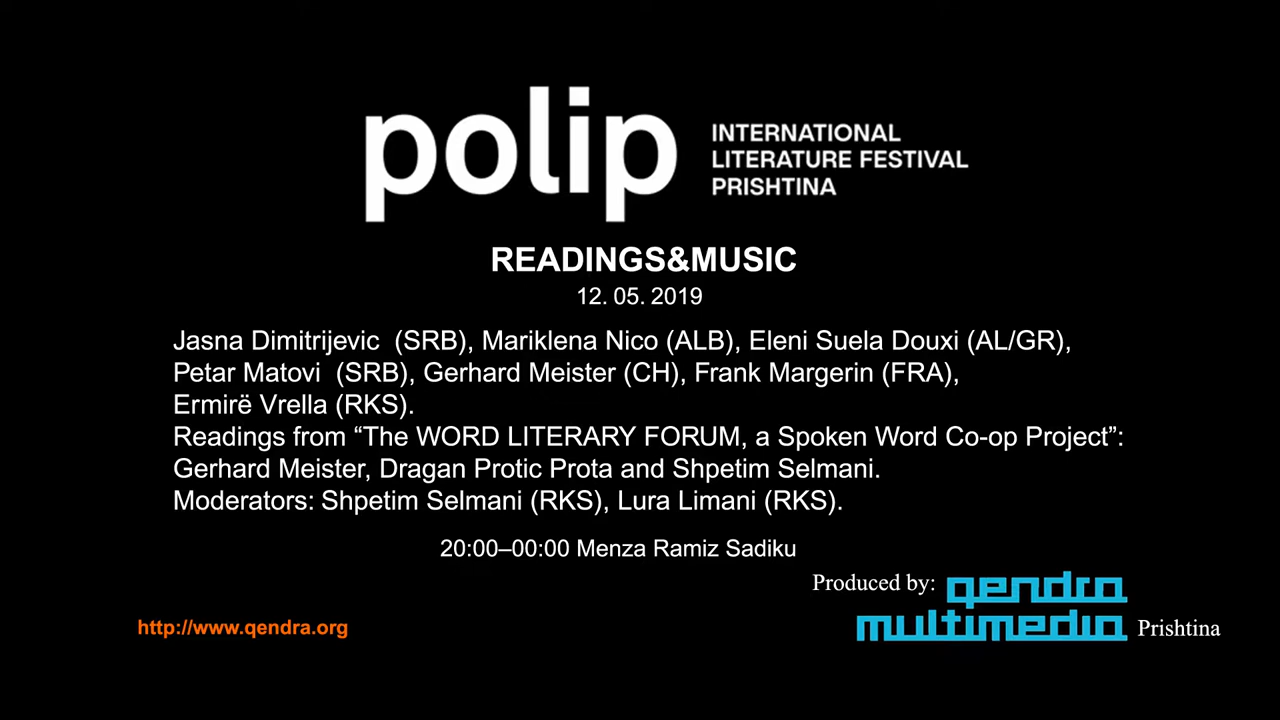 polip
INTERNATIONAL
LITERATURE FESTIVAL
PRISHTINA
READINGS&MUSIC
12. 05. 2019
Jasna Dimitrijevic  (SRB), Mariklena Nico (ALB), Eleni Suela Douxi (AL/GR),
Petar Matovi  (SRB), Gerhard Meister (CH), Frank Margerin (FRA),
Ermirë Vrella (RKS).
Readings from “The WORD LITERARY FORUM, a Spoken Word Co-op Project”:
Gerhard Meister, Dragan Protic Prota and Shpetim Selmani.
Moderators: Shpetim Selmani (RKS), Lura Limani (RKS).
20:00–00:00 Menza Ramiz Sadiku
Produced by: qendra
multimedia Prishtina
http://www.qendra.org